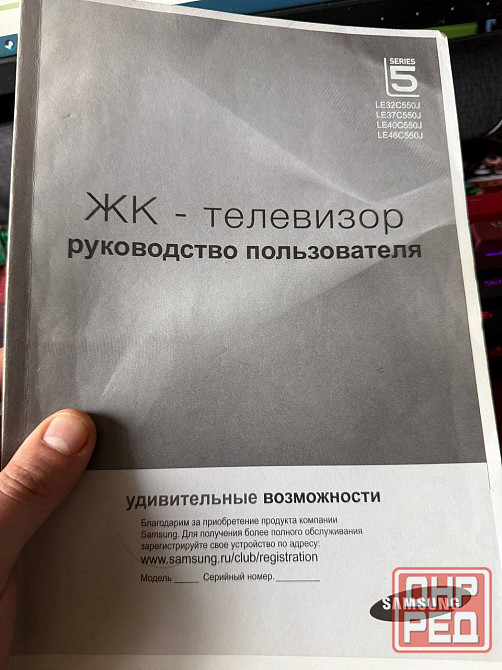 SERIES
5
LE32C550J
LE37C550J
LE40C550J
LE46C550J
ЖК - телевизор
руководство пользователя
удивительные возможности
Благодарим за приобретение продукта компании
Samsung. Для получения более полного обслуживания
зарегистрируйте свое устройство по адресу:
www.samsung.ru/club/registration
Модель _____ Серийный номер. _________
SAMSUNG
ДНР
РЕД